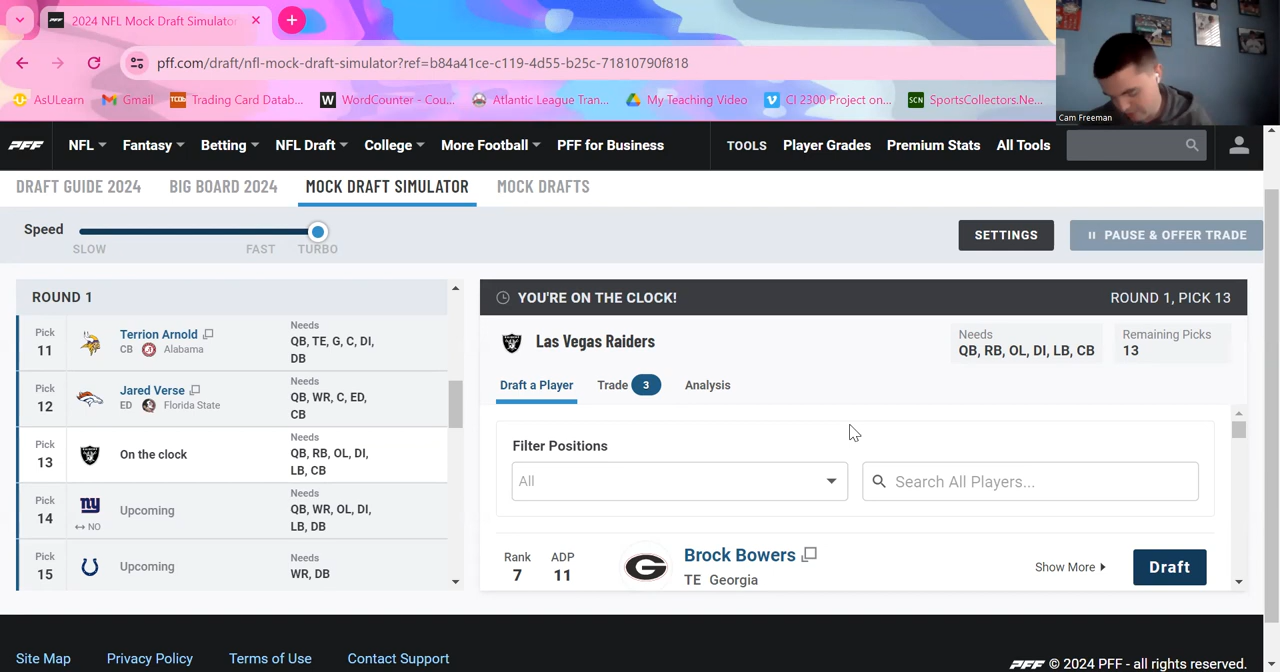 2024 NFL Mock Draft Simulator
pff.com/draft/nfl-mock-draft-simulator?ref=b84a41ce-c119-4d55-b25c-71810790f818
AsULearn Gmail Trading Card Datab... WordCounter - Cou... Atlantic League Tran... My Teaching Video CI 2300 Project on... SportsCollectors.Ne...
Cam Freeman
PFF NFL Fantasy Betting NFL Draft College More Football PFF for Business TOOLS Player Grades Premium Stats All Tools
DRAFT GUIDE 2024 BIG BOARD 2024 MOCK DRAFT SIMULATOR MOCK DRAFTS
Speed
SLOW FAST TURBO
SETTINGS PAUSE & OFFER TRADE
ROUND 1
Pick 11
Terrion Arnold
CB Alabama
Needs
QB, TE, G, C, DI,
DB
Pick 12
Jared Verse
ED Florida State
Needs
QB, WR, C, ED,
CB
Pick 13
On the clock
Needs
QB, RB, OL, DI,
LB, CB
Pick 14
ny
NO
Upcoming
Needs
QB, WR, OL, DI,
LB, DB
Pick 15
Upcoming
Needs
WR, DB
YOU'RE ON THE CLOCK! ROUND 1, PICK 13
Las Vegas Raiders
Needs
QB, RB, OL, DI, LB, CB
Remaining Picks
13
Draft a Player Trade 3 Analysis
Filter Positions
All Search All Players...
Rank
7
ADP
11
G
Brock Bowers
TE Georgia
Show More
Draft
Site Map Privacy Policy Terms of Use Contact Support
PFF © 2024 PFF - all rights reserved.